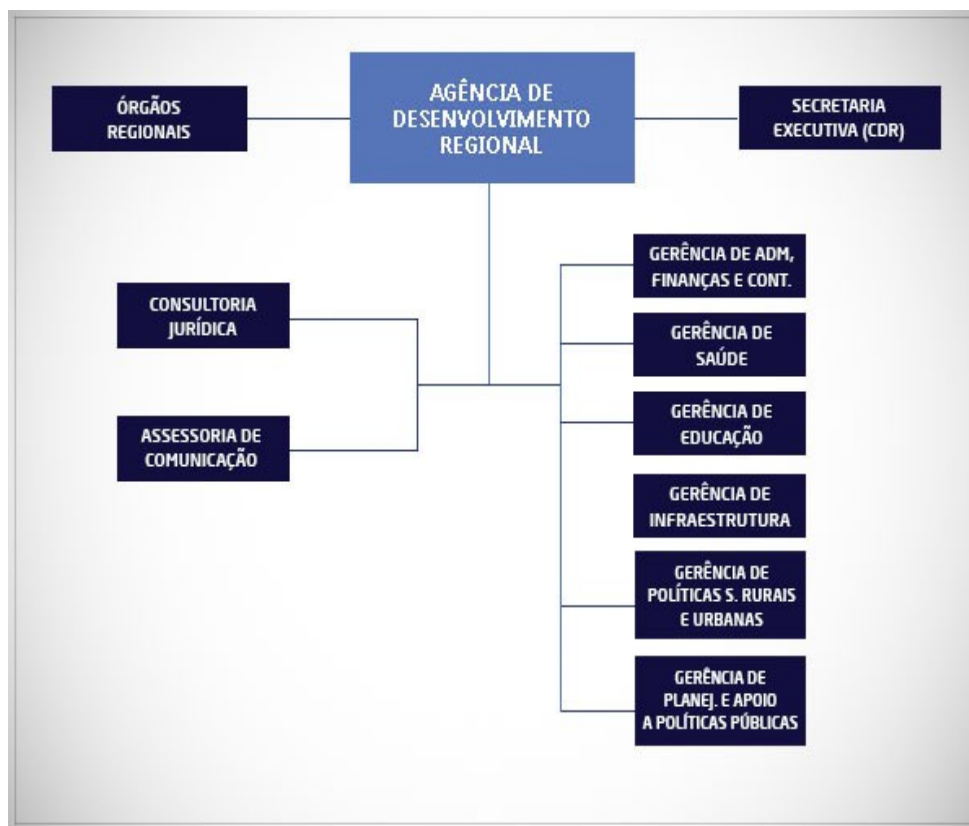 ÓRGÃOS
REGIONAIS
AGÊNCIA DE
DESENVOLVIMENTO
REGIONAL
SECRETARIA
EXECUTIVA (CDR)
CONSULTORIA
JURÍDICA
ASSESSORIA DE
COMUNICAÇÃO
GERÊNCIA DE ADM,
FINANÇAS E CONT.
GERÊNCIA DE
SAÚDE
GERÊNCIA DE
EDUCAÇÃO
GERÊNCIA DE
INFRAESTRUTURA
GERÊNCIA DE
POLÍTICAS S. RURAIS
E URBANAS
GERÊNCIA DE
PLANEJ. E APOIO
A POLÍTICAS PÚBLICAS